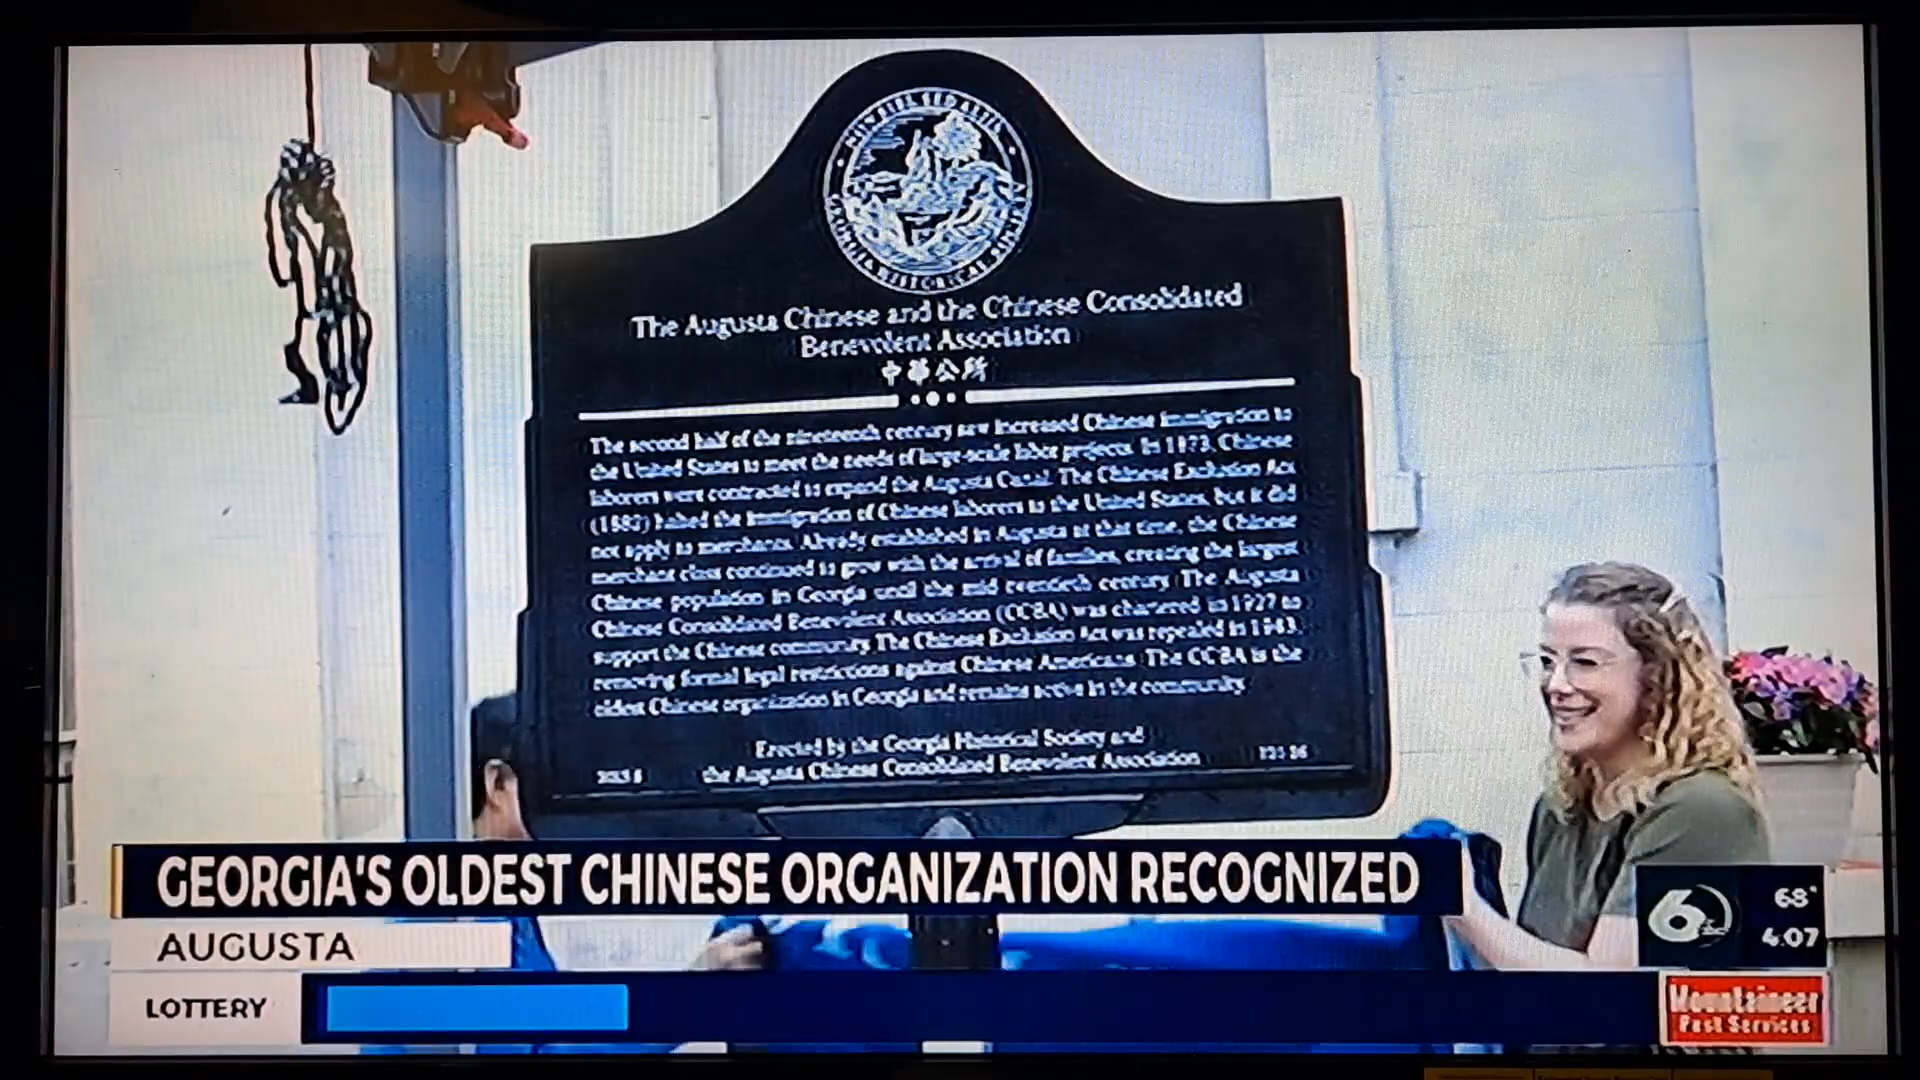 GEORGIA HISTORICAL SOCIETY
The Augusta Chinese and the Chinese Consolidated
Benevolent Association
中華公所
The second half of the nineteenth century saw increased Chinese immigration to
the United States to meet the needs of large-scale labor projects. In 1873, Chinese
laborers were contracted to expand the Augusta Canal. The Chinese Exclusion Act
(1882) halted the immigration of Chinese laborers to the United States, but it did
not apply to merchants. Already established in Augusta at that time, the Chinese
merchant class continued to grow with the arrival of families, creating the largest
Chinese population in Georgia until the mid twentieth century. The Augusta
Chinese Consolidated Benevolent Association (CCBA) was chartered in 1927 to
support the Chinese community. The Chinese Exclusion Act was repealed in 1943,
removing formal legal restrictions against Chinese Americans. The CCBA is the
oldest Chinese organization in Georgia and remains active in the community.
Erected by the Georgia Historical Society and
the Augusta Chinese Consolidated Benevolent Association
GEORGIA'S OLDEST CHINESE ORGANIZATION RECOGNIZED
AUGUSTA
6 abc
68°
4:07
LOTTERY
Mountaineer
Pest Services